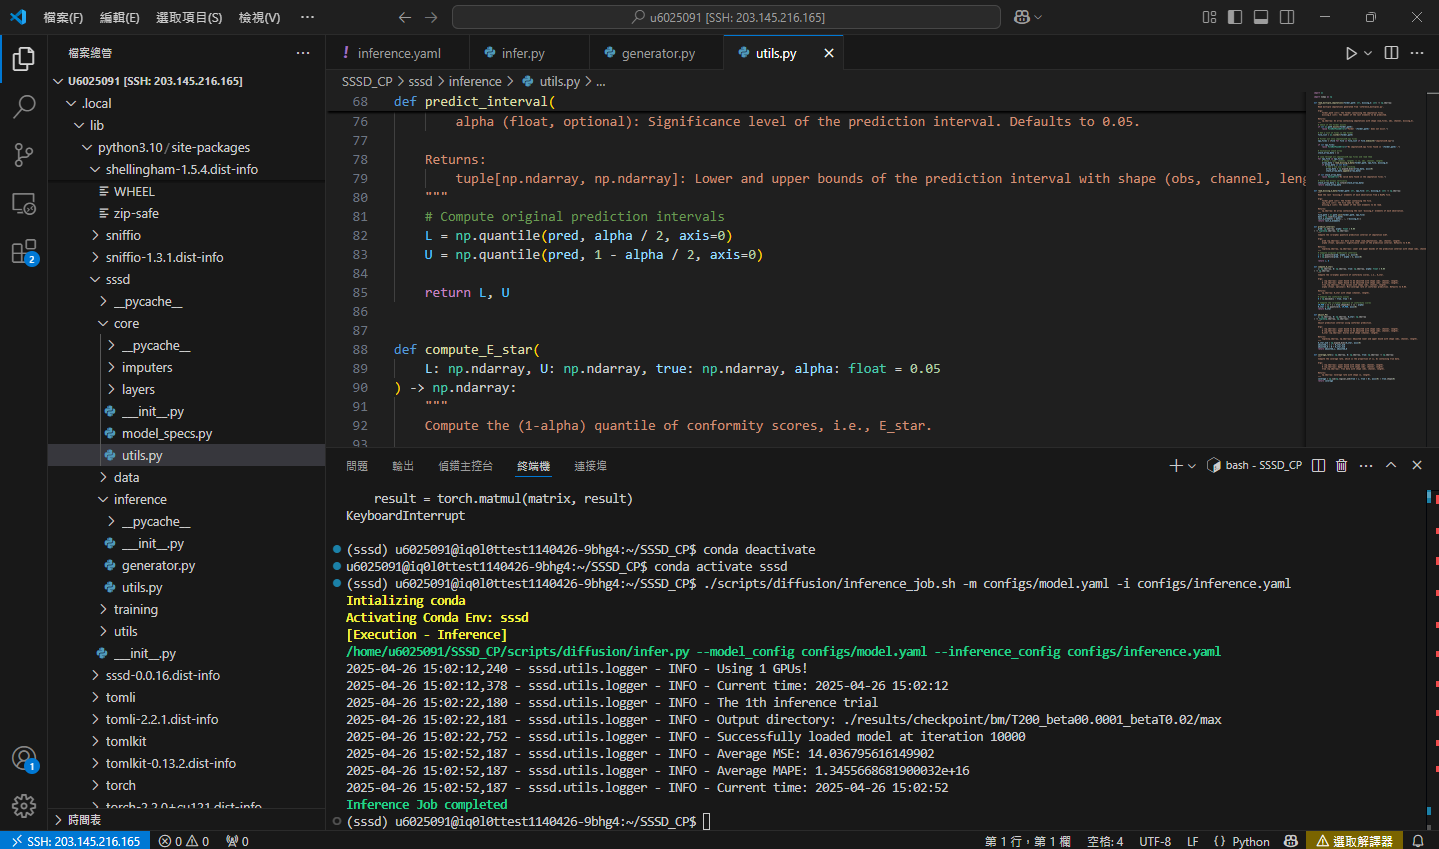 檔案(F) 編輯(E) 選取項目(S) 檢視(V) ··· u6025091 [SSH: 203.145.216.165]
檔案總管 ···
U6025091 [SSH: 203.145.216.165]
.local
lib
python3.10 / site-packages
shellingham-1.5.4.dist-info
WHEEL
zip-safe
sniffio
sniffio-1.3.1.dist-info
sssd
__pycache__
core
__pycache__
imputers
layers
__init__.py
model_specs.py
utils.py
data
inference
__pycache__
__init__.py
generator.py
utils.py
training
utils
__init__.py
sssd-0.0.16.dist-info
tomli
tomli-2.2.1.dist-info
tomlkit
tomlkit-0.13.2.dist-info
torch
torch-2.2.0+cu121.dist-info
時間表
2
1
! inference.yaml infer.py generator.py utils.py
SSSD_CP > sssd > inference > utils.py > ...
68 def predict_interval(
76 alpha (float, optional): Significance level of the prediction interval. Defaults to 0.05.
77
78 Returns:
79 tuple[np.ndarray, np.ndarray]: Lower and upper bounds of the prediction interval with shape (obs, channel, leng
80 """
81 # Compute original prediction intervals
82 L = np.quantile(pred, alpha / 2, axis=0)
83 U = np.quantile(pred, 1 - alpha / 2, axis=0)
84
85 return L, U
86
87
88 def compute_E_star(
89 L: np.ndarray, U: np.ndarray, true: np.ndarray, alpha: float = 0.05
90 ) -> np.ndarray:
91 """
92 Compute the (1-alpha) quantile of conformity scores, i.e., E_star.
93
問題 輸出 偵錯主控台 終端機 連接埠 bash - SSSD_CP
result = torch.matmul(matrix, result)
KeyboardInterrupt
(sssd) u6025091@iq0l0ttest1140426-9bhg4:~/SSSD_CP$ conda deactivate
u6025091@iq0l0ttest1140426-9bhg4:~/SSSD_CP$ conda activate sssd
(sssd) u6025091@iq0l0ttest1140426-9bhg4:~/SSSD_CP$ ./scripts/diffusion/inference_job.sh -m configs/model.yaml -i configs/inference.yaml
Intializing conda
Activating Conda Env: sssd
[Execution - Inference]
/home/u6025091/SSSD_CP/scripts/diffusion/infer.py --model_config configs/model.yaml --inference_config configs/inference.yaml
2025-04-26 15:02:12,240 - sssd.utils.logger - INFO - Using 1 GPUs!
2025-04-26 15:02:12,378 - sssd.utils.logger - INFO - Current time: 2025-04-26 15:02:12
2025-04-26 15:02:22,180 - sssd.utils.logger - INFO - The 1th inference trial
2025-04-26 15:02:22,181 - sssd.utils.logger - INFO - Output directory: ./results/checkpoint/bm/T200_beta00.0001_betaT0.02/max
2025-04-26 15:02:22,752 - sssd.utils.logger - INFO - Successfully loaded model at iteration 10000
2025-04-26 15:02:52,187 - sssd.utils.logger - INFO - Average MSE: 14.036795616149902
2025-04-26 15:02:52,187 - sssd.utils.logger - INFO - Average MAPE: 1.3455668681900032e+16
2025-04-26 15:02:52,187 - sssd.utils.logger - INFO - Current time: 2025-04-26 15:02:52
Inference Job completed
(sssd) u6025091@iq0l0ttest1140426-9bhg4:~/SSSD_CP$
SSH: 203.145.216.165 0 0 0 第 1 行，第 1 欄 空格: 4 UTF-8 LF { } Python 選取解譯器